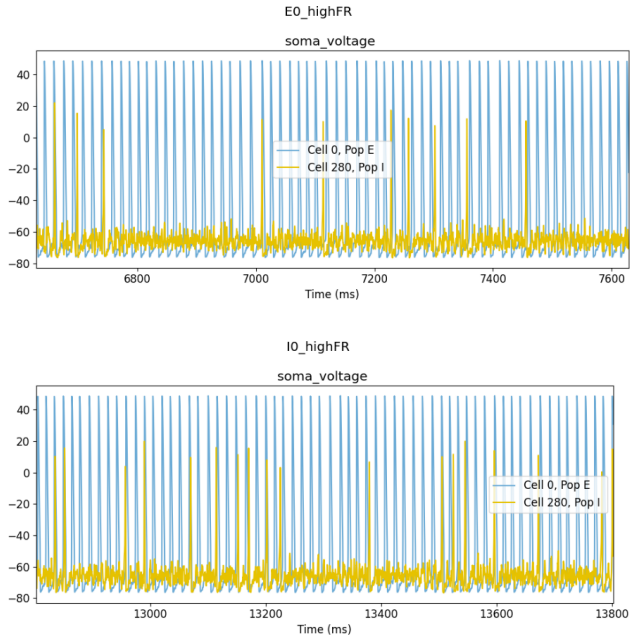 E0_highFR
soma_voltage
40
20
0
−20
−40
−60
−80
Cell 0, Pop E
Cell 280, Pop I
6800 7000 7200 7400 7600
Time (ms)
I0_highFR
soma_voltage
40
20
0
−20
−40
−60
−80
Cell 0, Pop E
Cell 280, Pop I
13000 13200 13400 13600 13800
Time (ms)